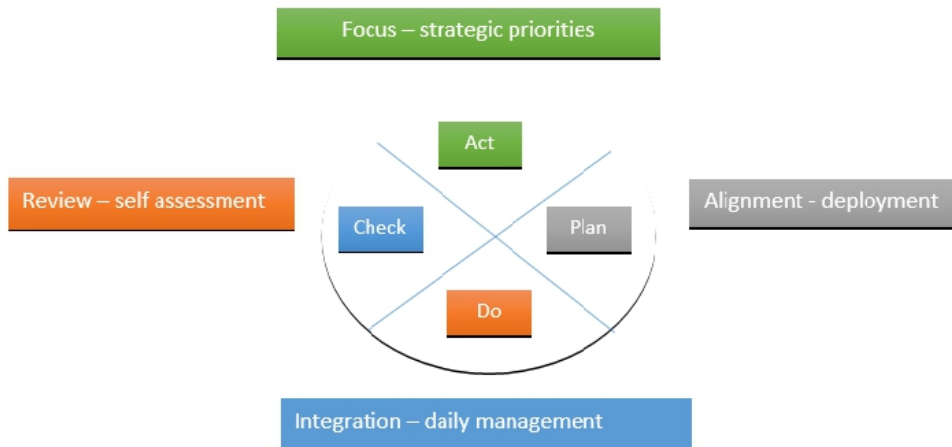 Focus – strategic priorities
Act
Review – self assessment
Check
Plan
Alignment - deployment
Do
Integration – daily management